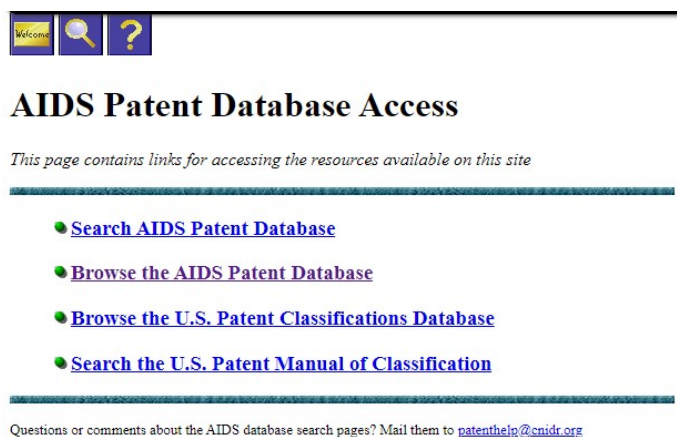 Welcome
?
AIDS Patent Database Access
This page contains links for accessing the resources available on this site
Search AIDS Patent Database
Browse the AIDS Patent Database
Browse the U.S. Patent Classifications Database
Search the U.S. Patent Manual of Classification
Questions or comments about the AIDS database search pages? Mail them to patenthelp@cnidr.org